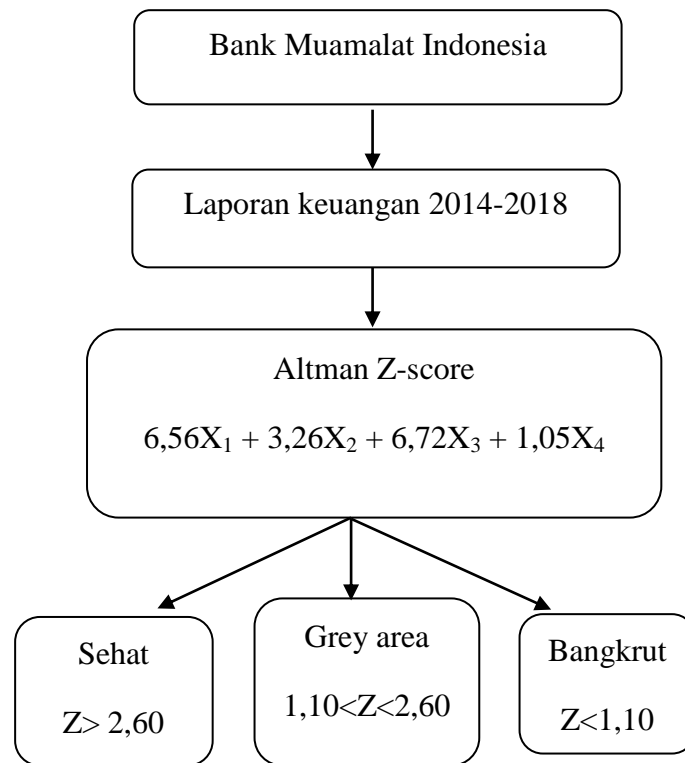 Bank Muamalat Indonesia
Laporan keuangan 2014-2018
Altman Z-score
6,56X₁ + 3,26X₂ + 6,72X₃ + 1,05X₄
Sehat
Z> 2,60
Grey area
1,10<Z<2,60
Bangkrut
Z<1,10